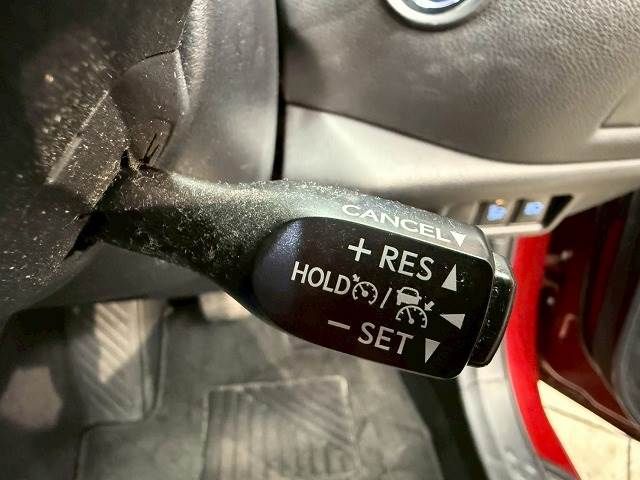 CANCEL▼
+ RES ▲
HOLD / ◄
− SET ▼